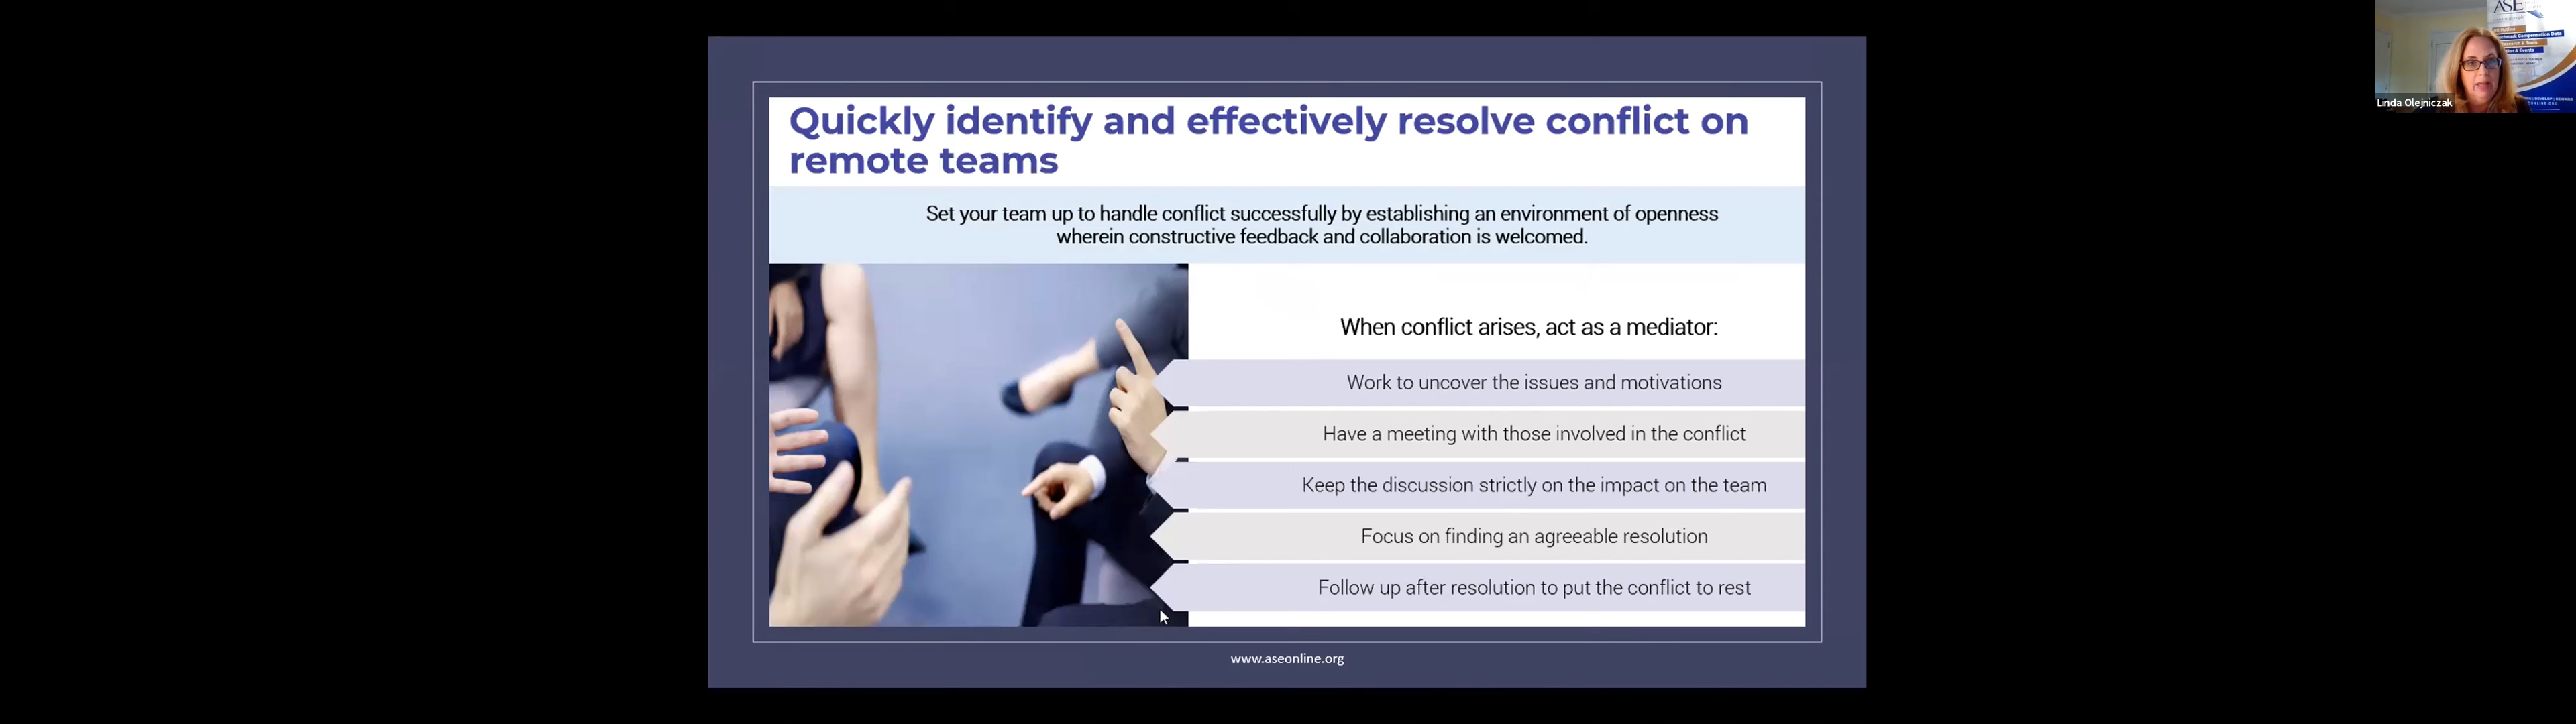 Quickly identify and effectively resolve conflict on
remote teams
Set your team up to handle conflict successfully by establishing an environment of openness
wherein constructive feedback and collaboration is welcomed.
When conflict arises, act as a mediator:
Work to uncover the issues and motivations
Have a meeting with those involved in the conflict
Keep the discussion strictly on the impact on the team
Focus on finding an agreeable resolution
Follow up after resolution to put the conflict to rest
www.aseonline.org
ASE
Compensation Data
& Events
Linda Olejniczak